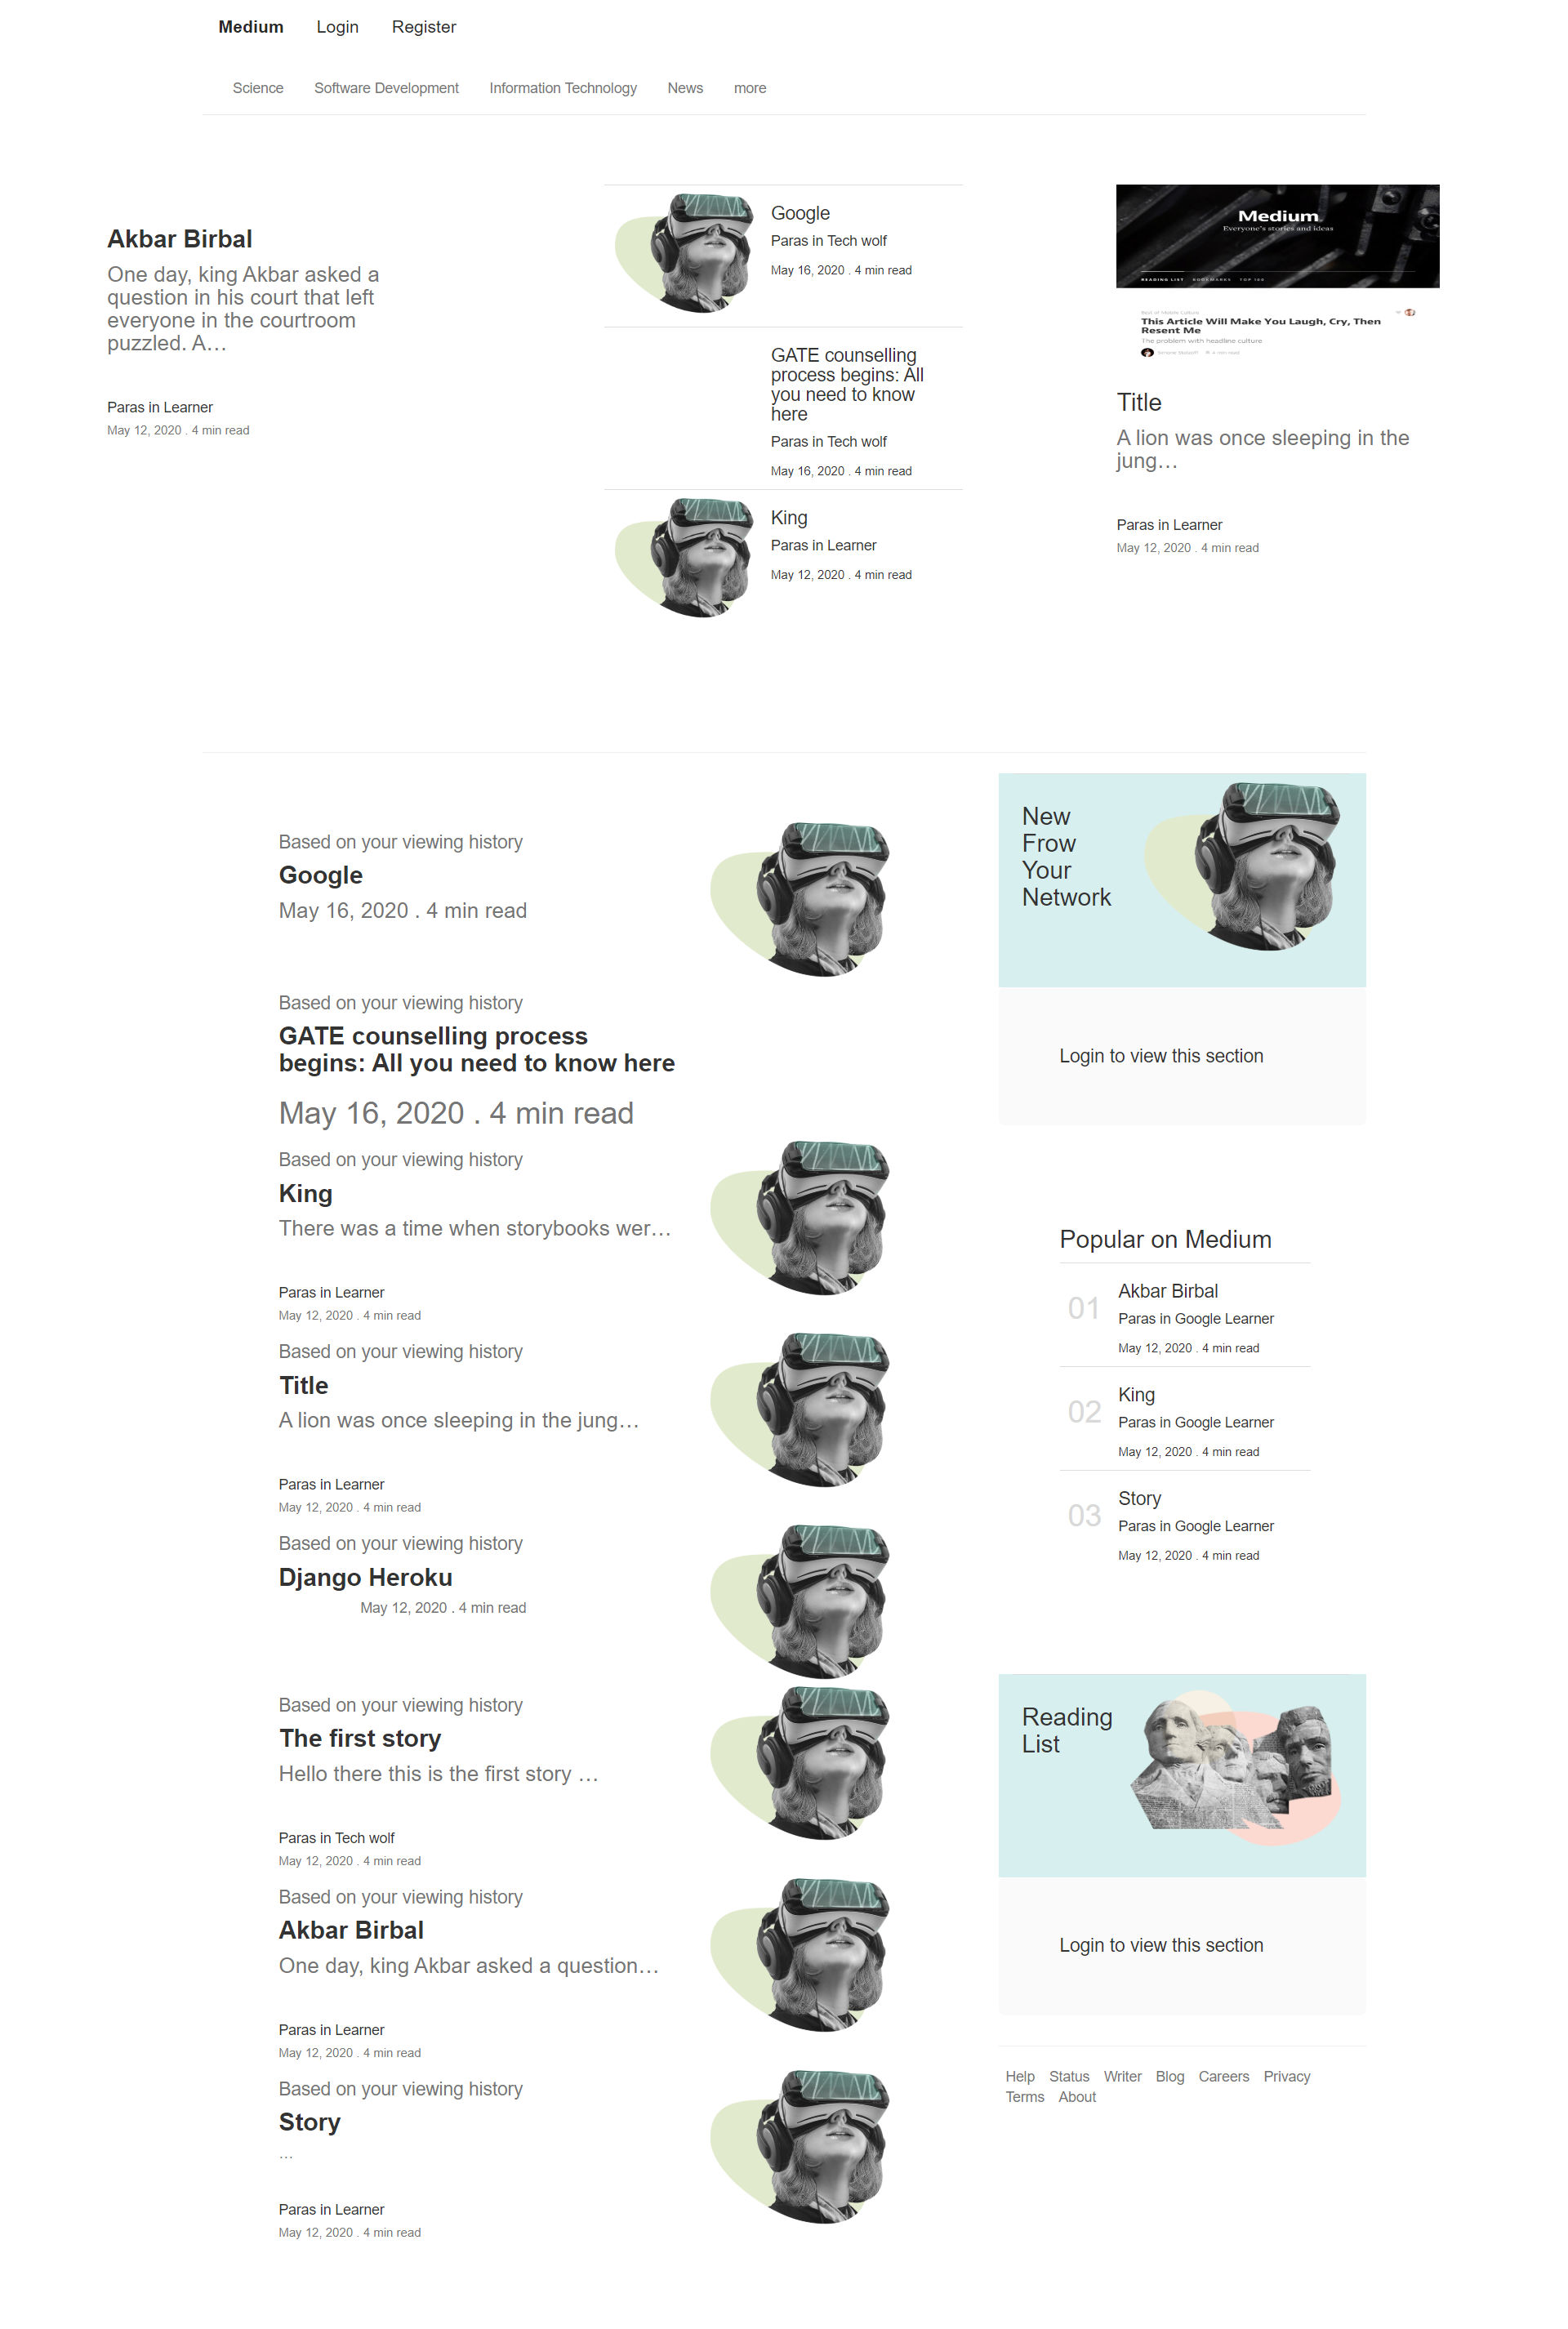 Medium Login Register
Science Software Development Information Technology News more
Akbar Birbal
One day, king Akbar asked a
question in his court that left
everyone in the courtroom
puzzled. A…
Paras in Learner
May 12, 2020 . 4 min read
Google
Paras in Tech wolf
May 16, 2020 . 4 min read
GATE counselling
process begins: All
you need to know
here
Paras in Tech wolf
May 16, 2020 . 4 min read
King
Paras in Learner
May 12, 2020 . 4 min read
Medium
Everyone's stories and ideas
READING LIST BOOKMARKS TOP 100
Best of Mobile Culture
This Article Will Make You Laugh, Cry, Then
Resent Me
The problem with headline culture
4 min read
Title
A lion was once sleeping in the
jung…
Paras in Learner
May 12, 2020 . 4 min read
Based on your viewing history
Google
May 16, 2020 . 4 min read
Based on your viewing history
GATE counselling process
begins: All you need to know here
May 16, 2020 . 4 min read
Based on your viewing history
King
There was a time when storybooks wer…
Paras in Learner
May 12, 2020 . 4 min read
Based on your viewing history
Title
A lion was once sleeping in the jung…
Paras in Learner
May 12, 2020 . 4 min read
Based on your viewing history
Django Heroku
May 12, 2020 . 4 min read
Based on your viewing history
The first story
Hello there this is the first story …
Paras in Tech wolf
May 12, 2020 . 4 min read
Based on your viewing history
Akbar Birbal
One day, king Akbar asked a question…
Paras in Learner
May 12, 2020 . 4 min read
Based on your viewing history
Story
…
Paras in Learner
May 12, 2020 . 4 min read
New
Frow
Your
Network
Login to view this section
Popular on Medium
01
Akbar Birbal
Paras in Google Learner
May 12, 2020 . 4 min read
02
King
Paras in Google Learner
May 12, 2020 . 4 min read
03
Story
Paras in Google Learner
May 12, 2020 . 4 min read
Reading
List
Login to view this section
Help Status Writer Blog Careers Privacy
Terms About